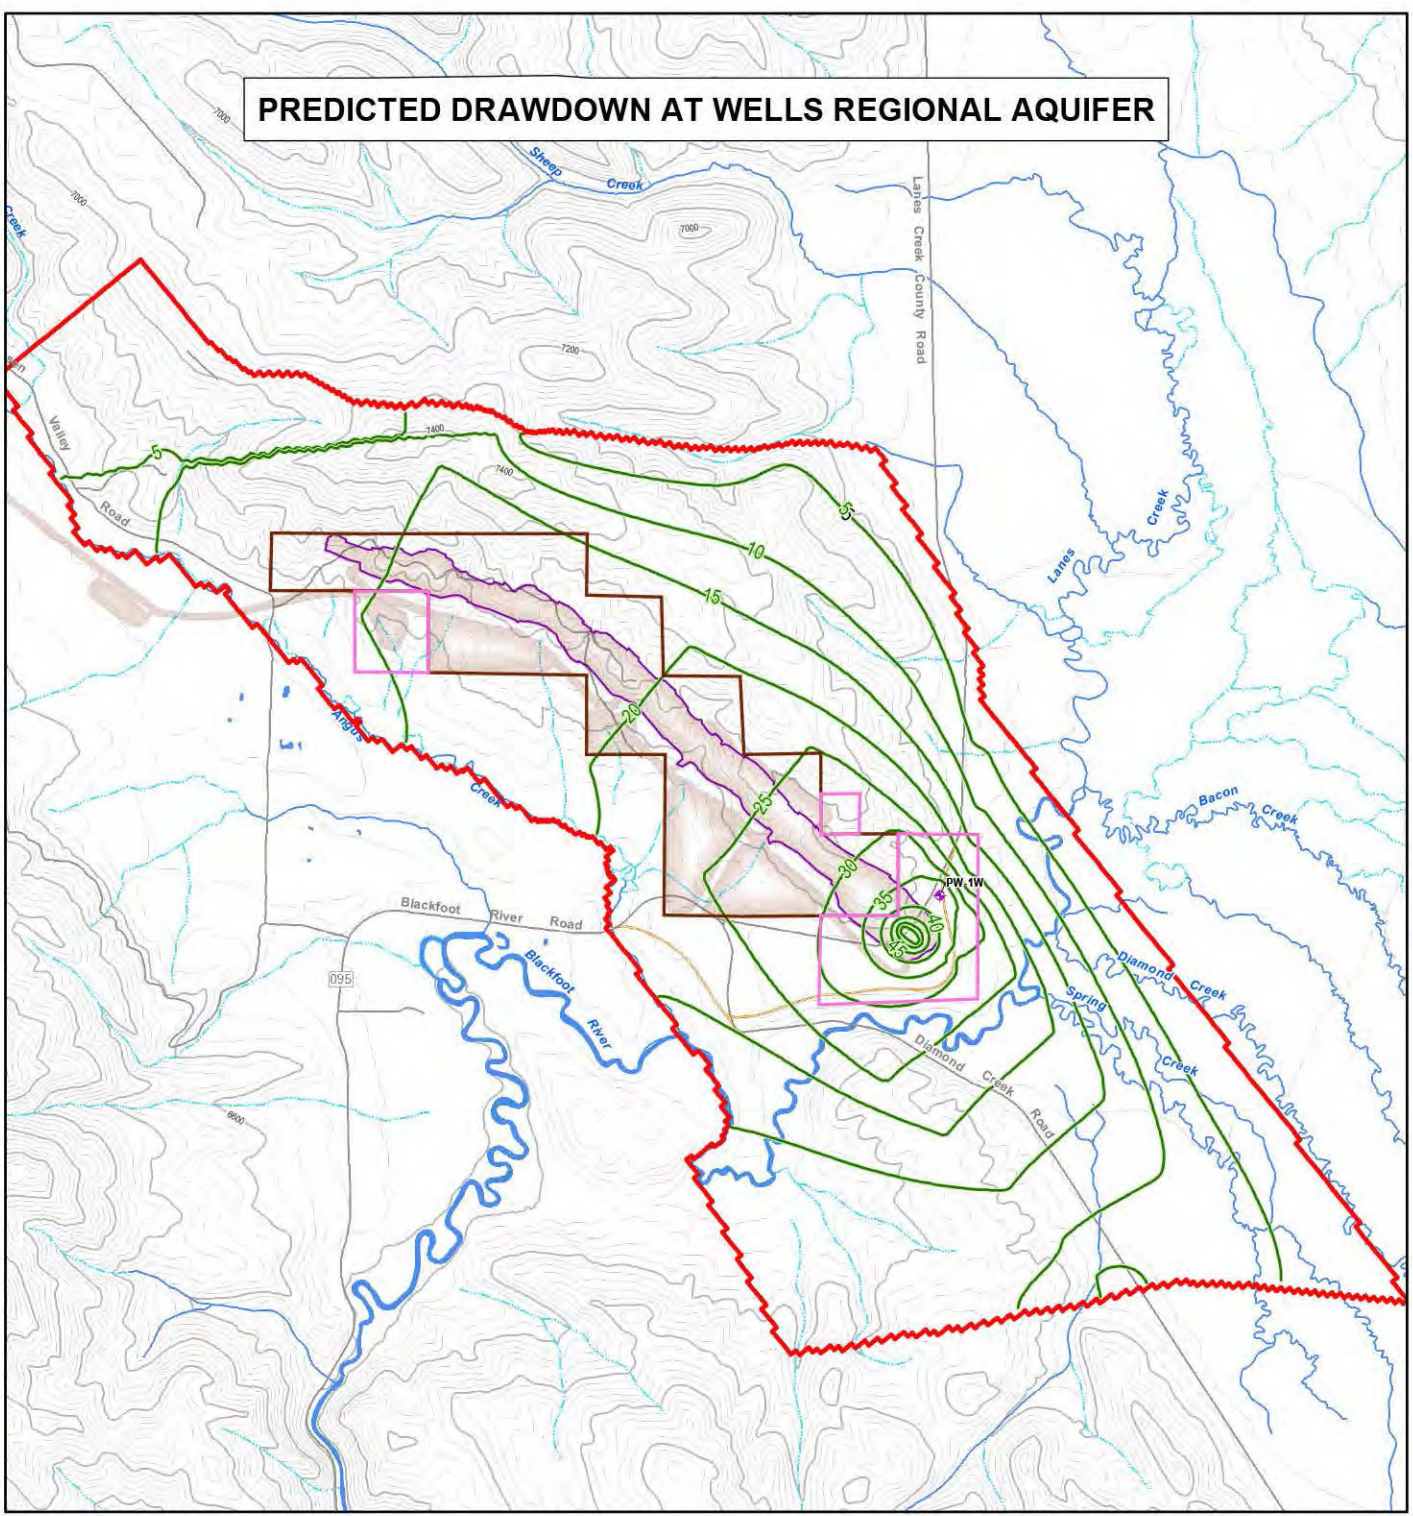 PREDICTED DRAWDOWN AT WELLS REGIONAL AQUIFER
7000
Sheep
Creek
Lanes Creek County Road
7000
Creek
7000
7200
Valley
7400
5
7400
Road
5
Creek
10
Lanes
15
20
Angus
Creek
25
Bacon
Creek
30
PW-1W
35
40
45
Blackfoot River Road
Blackfoot
River
095
Diamond
Creek
Spring
Creek
Diamond Creek Road
6600